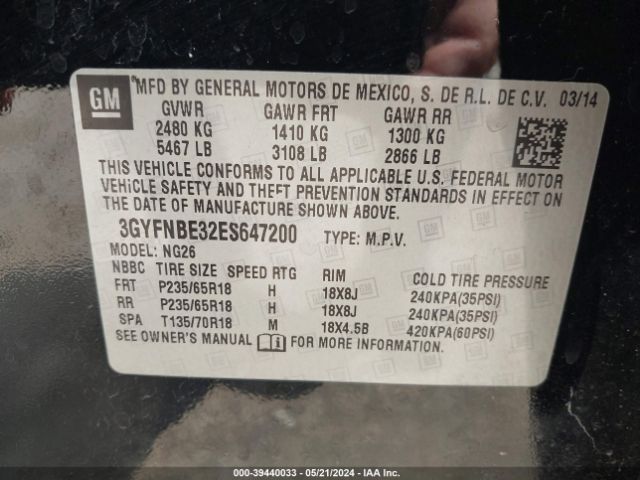 GM
MFD BY GENERAL MOTORS DE MEXICO, S. DE R.L. DE C.V. 03/14
GVWR GAWR FRT GAWR RR
2480 KG 1410 KG 1300 KG
5467 LB 3108 LB 2866 LB
THIS VEHICLE CONFORMS TO ALL APPLICABLE U.S. FEDERAL MOTOR
VEHICLE SAFETY AND THEFT PREVENTION STANDARDS IN EFFECT ON
THE DATE OF MANUFACTURE SHOWN ABOVE.
3GYFNBE32ES647200 TYPE: M.P.V.
MODEL: NG26
NBBC TIRE SIZE SPEED RTG RIM COLD TIRE PRESSURE
FRT P235/65R18 H 18X8J 240KPA(35PSI)
RR P235/65R18 H 18X8J 240KPA(35PSI)
SPA T135/70R18 M 18X4.5B 420KPA(60PSI)
SEE OWNER'S MANUAL FOR MORE INFORMATION.
000-39440033 - 05/21/2024 - IAA Inc.